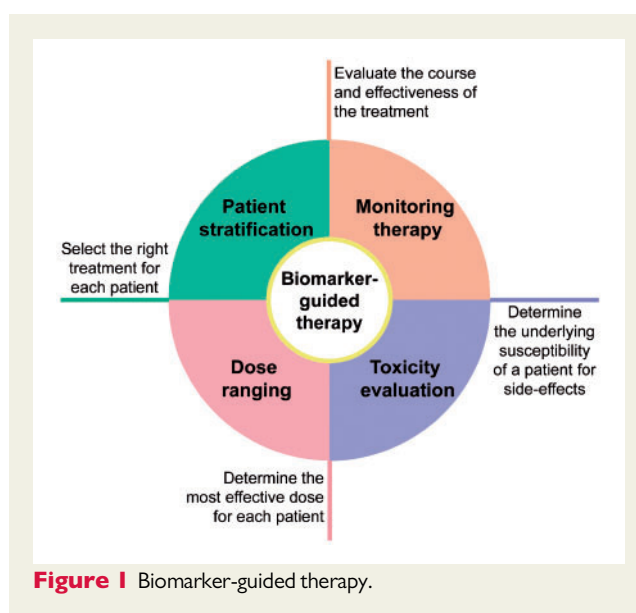 Evaluate the course
and effectiveness of
the treatment
Patient
stratification
Monitoring
therapy
Select the right
treatment for
each patient
Biomarker-
guided
therapy
Determine
the underlying
susceptibility
of a patient for
side-effects
Dose
ranging
Toxicity
evaluation
Determine the
most effective dose
for each patient
Figure 1 Biomarker-guided therapy.